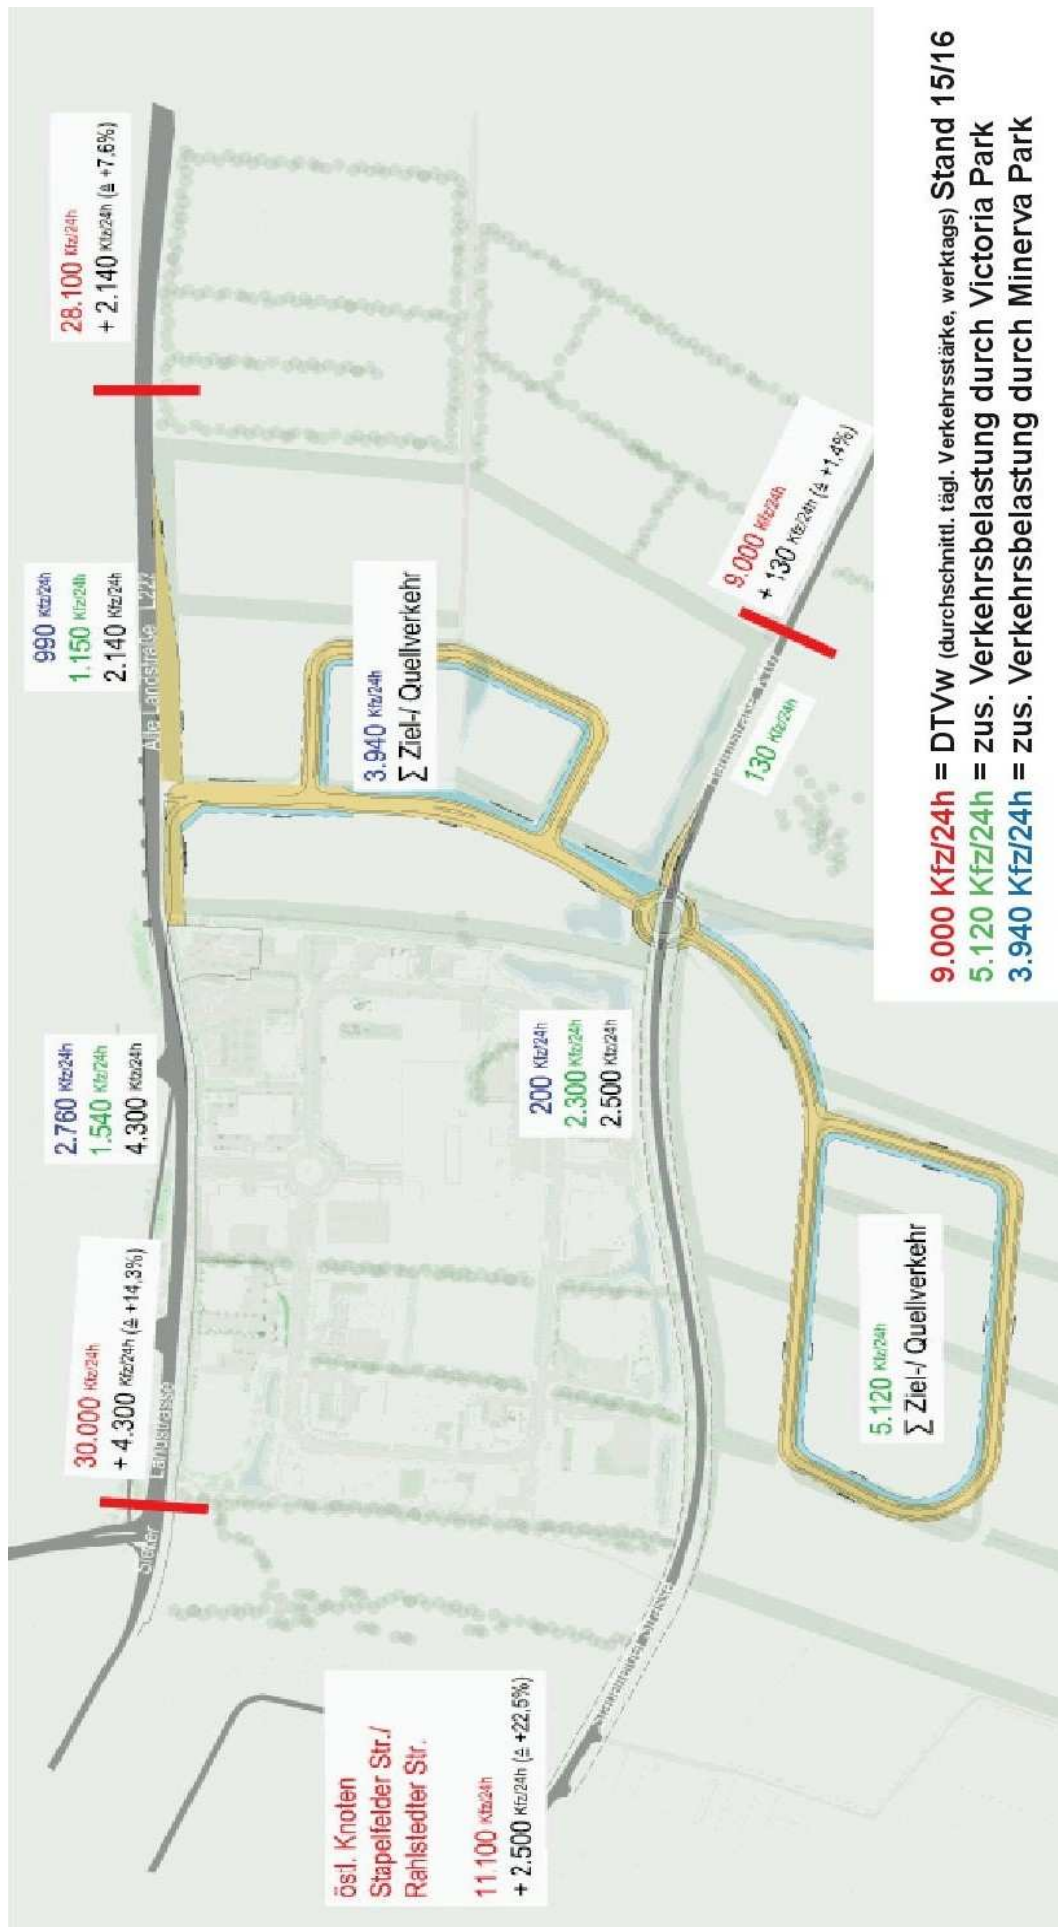 östl. Knoten
Stapelfelder Str./
Rahlstedter Str.
11.100 Kfz/24h
+ 2.500 Kfz/24h (≙ +22,5%)
30.000 Kfz/24h
+ 4.300 Kfz/24h (≙ +14,3%)
Sieker Landstrasse
2.760 Kfz/24h
1.540 Kfz/24h
4.300 Kfz/24h
990 Kfz/24h
1.150 Kfz/24h
2.140 Kfz/24h
Alte Landstraße L222
28.100 Kfz/24h
+ 2.140 Kfz/24h (≙ +7,6%)
3.940 Kfz/24h
∑ Ziel-/ Quellverkehr
200 Kfz/24h
2.300 Kfz/24h
2.500 Kfz/24h
130 Kfz/24h
9.000 Kfz/24h
+ 130 Kfz/24h (≙ +1,4%)
5.120 Kfz/24h
∑ Ziel-/ Quellverkehr
9.000 Kfz/24h = DTVw (durchschnittl. tägl. Verkehrsstärke, werktags) Stand 15/16
5.120 Kfz/24h = zus. Verkehrsbelastung durch Victoria Park
3.940 Kfz/24h = zus. Verkehrsbelastung durch Minerva Park